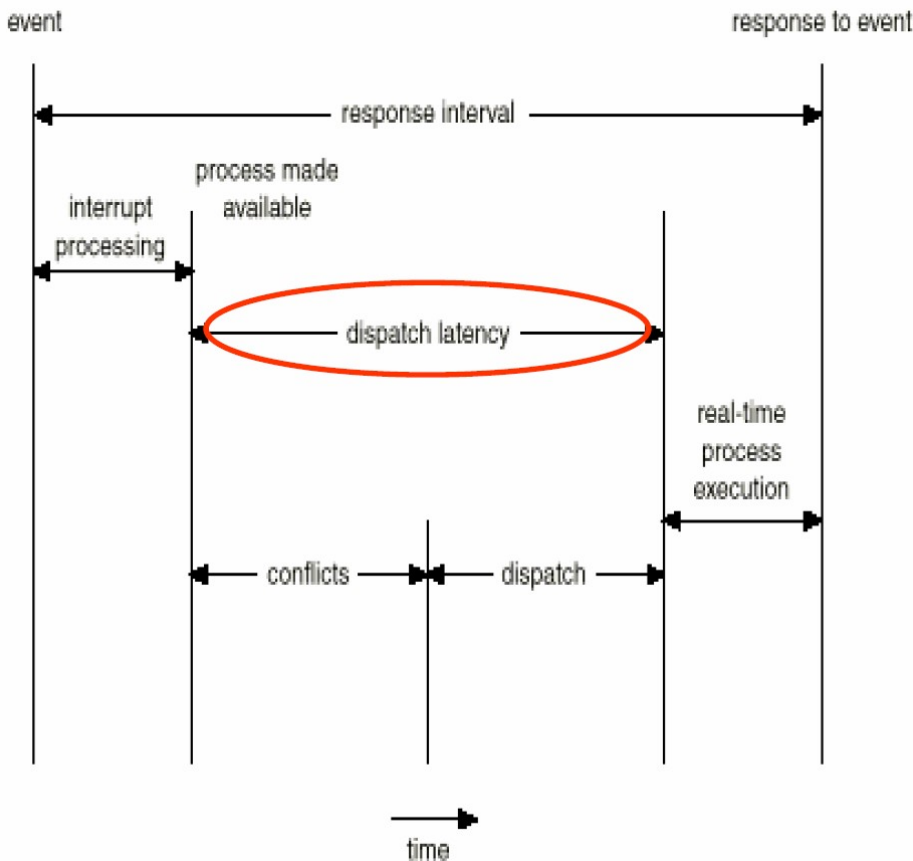 event
response to event
response interval
process made
available
interrupt
processing
dispatch latency
real-time
process
execution
conflicts
dispatch
time